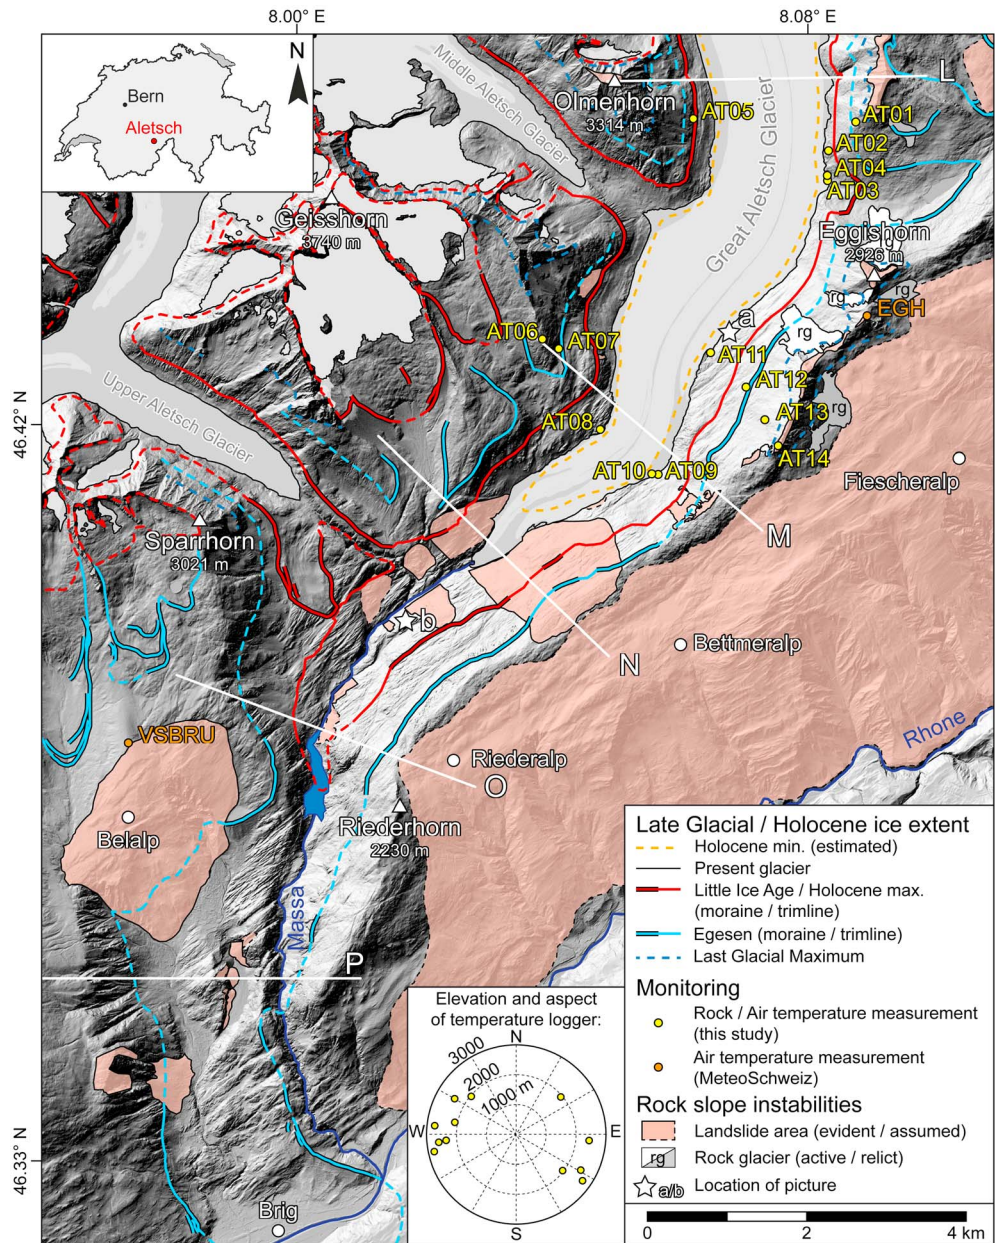 8.00° E
8.08° E
N
Bern
Aletsch
Middle Aletsch Glacier
Olmenhorn
3314 m
L
AT05
AT01
AT02
AT04
AT03
Great Aletsch Glacier
Geisshorn
3740 m
Eggishorn
2926 m
rg
rg
EGH
a
rg
AT06
AT07
AT11
AT12
Upper Aletsch Glacier
46.42° N
AT08
AT13
rg
AT14
AT10
AT09
Fiescheralp
M
Sparrhorn
3021 m
b
Bettmeralp
N
Rhone
VSBRU
Riederalp
O
Belalp
Riederhorn
2230 m
Massa
P
46.33° N
Brig
Elevation and aspect
of temperature logger:
N
3000
2000
1000 m
W
E
S
Late Glacial / Holocene ice extent
Holocene min. (estimated)
Present glacier
Little Ice Age / Holocene max.
(moraine / trimline)
Egesen (moraine / trimline)
Last Glacial Maximum
Monitoring
Rock / Air temperature measurement
(this study)
Air temperature measurement
(MeteoSchweiz)
Rock slope instabilities
Landslide area (evident / assumed)
rg
Rock glacier (active / relict)
a/b
Location of picture
0
2
4 km